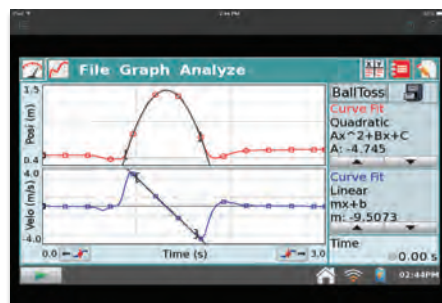 File Graph Analyze
BallToss
1.5
Posi (m)
0.4
Curve Fit
Quadratic
Ax^2+Bx+C
A: -4.745
4.0
Velo (m/s)
-4.0
Curve Fit
Linear
mx+b
m: -9.5073
0.0
Time (s)
3.0
Time
0.00 s
02:44PM